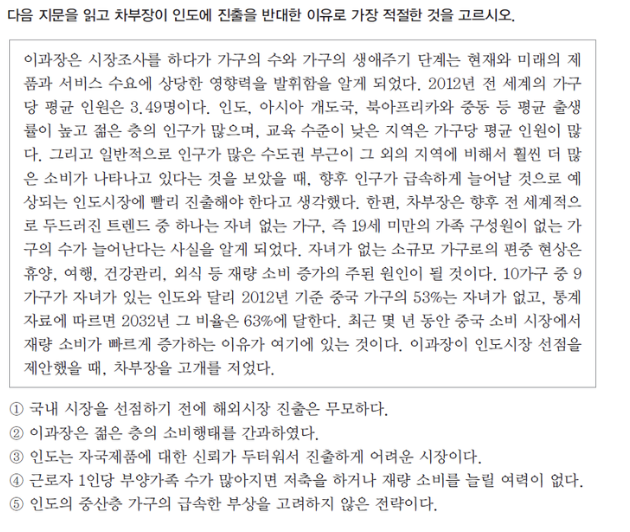 다음 지문을 읽고 차부장이 인도에 진출을 반대한 이유로 가장 적절한 것을 고르시오.
이과장은 시장조사를 하다가 가구의 수와 가구의 생애주기 단계는 현재와 미래의 제
품과 서비스 수요에 상당한 영향력을 발휘함을 알게 되었다. 2012년 전 세계의 가구
당 평균 인원은 3.49명이다. 인도, 아시아 개도국, 북아프리카와 중동 등 평균 출생
률이 높고 젊은 층의 인구가 많으며, 교육 수준이 낮은 지역은 가구당 평균 인원이 많
다. 그리고 일반적으로 인구가 많은 수도권 부근이 그 외의 지역에 비해서 훨씬 더 많
은 소비가 나타나고 있다는 것을 보았을 때, 향후 인구가 급속하게 늘어날 것으로 예
상되는 인도시장에 빨리 진출해야 한다고 생각했다. 한편, 차부장은 향후 전 세계적으
로 두드러진 트렌드 중 하나는 자녀 없는 가구, 즉 19세 미만의 가족 구성원이 없는 가
구의 수가 늘어난다는 사실을 알게 되었다. 자녀가 없는 소규모 가구로의 편중 현상은
휴양, 여행, 건강관리, 외식 등 재량 소비 증가의 주된 원인이 될 것이다. 10가구 중 9
가구가 자녀가 있는 인도와 달리 2012년 기준 중국 가구의 53%는 자녀가 없고, 통계
자료에 따르면 2032년 그 비율은 63%에 달한다. 최근 몇 년 동안 중국 소비 시장에서
재량 소비가 빠르게 증가하는 이유가 여기에 있는 것이다. 이과장이 인도시장 선점을
제안했을 때, 차부장을 고개를 저었다.
① 국내 시장을 선점하기 전에 해외시장 진출은 무모하다.
② 이과장은 젊은 층의 소비행태를 간과하였다.
③ 인도는 자국제품에 대한 신뢰가 두터워서 진출하게 어려운 시장이다.
④ 근로자 1인당 부양가족 수가 많아지면 저축을 하거나 재량 소비를 늘릴 여력이 없다.
⑤ 인도의 중산층 가구의 급속한 부상을 고려하지 않은 전략이다.